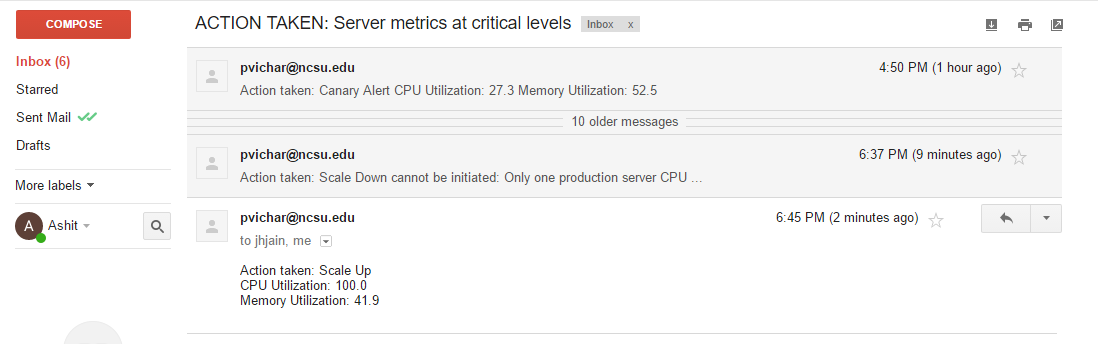 COMPOSE
Inbox (6)
Starred
Sent Mail
Drafts
More labels
A Ashit
ACTION TAKEN: Server metrics at critical levels Inbox x
pvichar@ncsu.edu 4:50 PM (1 hour ago)
Action taken: Canary Alert CPU Utilization: 27.3 Memory Utilization: 52.5
10 older messages
pvichar@ncsu.edu 6:37 PM (9 minutes ago)
Action taken: Scale Down cannot be initiated: Only one production server CPU ...
pvichar@ncsu.edu 6:45 PM (2 minutes ago)
to jhjain, me
Action taken: Scale Up
CPU Utilization: 100.0
Memory Utilization: 41.9